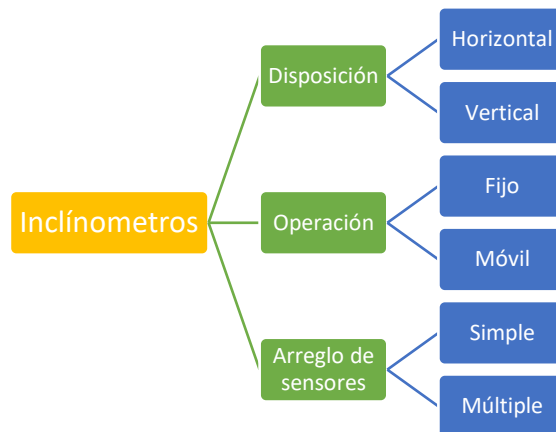 Inclínometros
Disposición
Horizontal
Vertical
Operación
Fijo
Móvil
Arreglo de
sensores
Simple
Múltiple